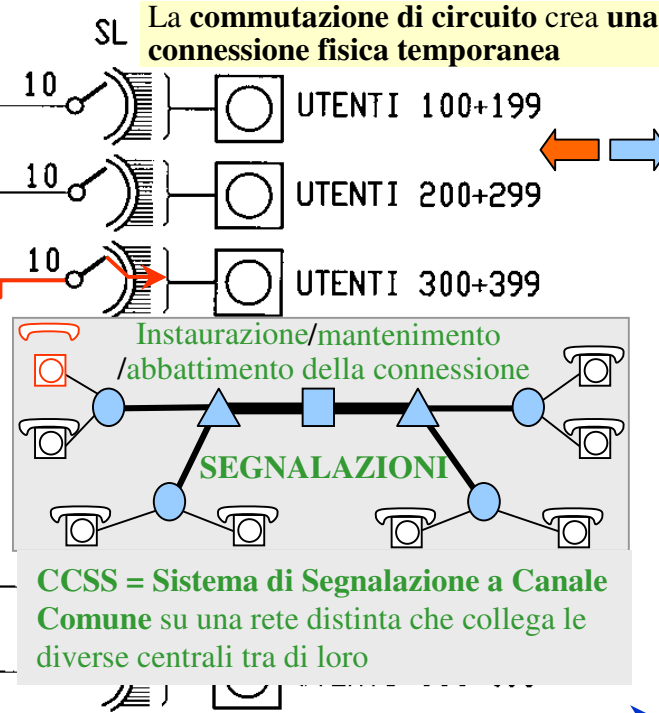 La commutazione di circuito crea una
connessione fisica temporanea
SL
10
UTENTI 100+199
10
UTENTI 200+299
10
UTENTI 300+399
Instaurazione/mantenimento
/abbattimento della connessione
SEGNALAZIONI
CCSS = Sistema di Segnalazione a Canale
Comune su una rete distinta che collega le
diverse centrali tra di loro